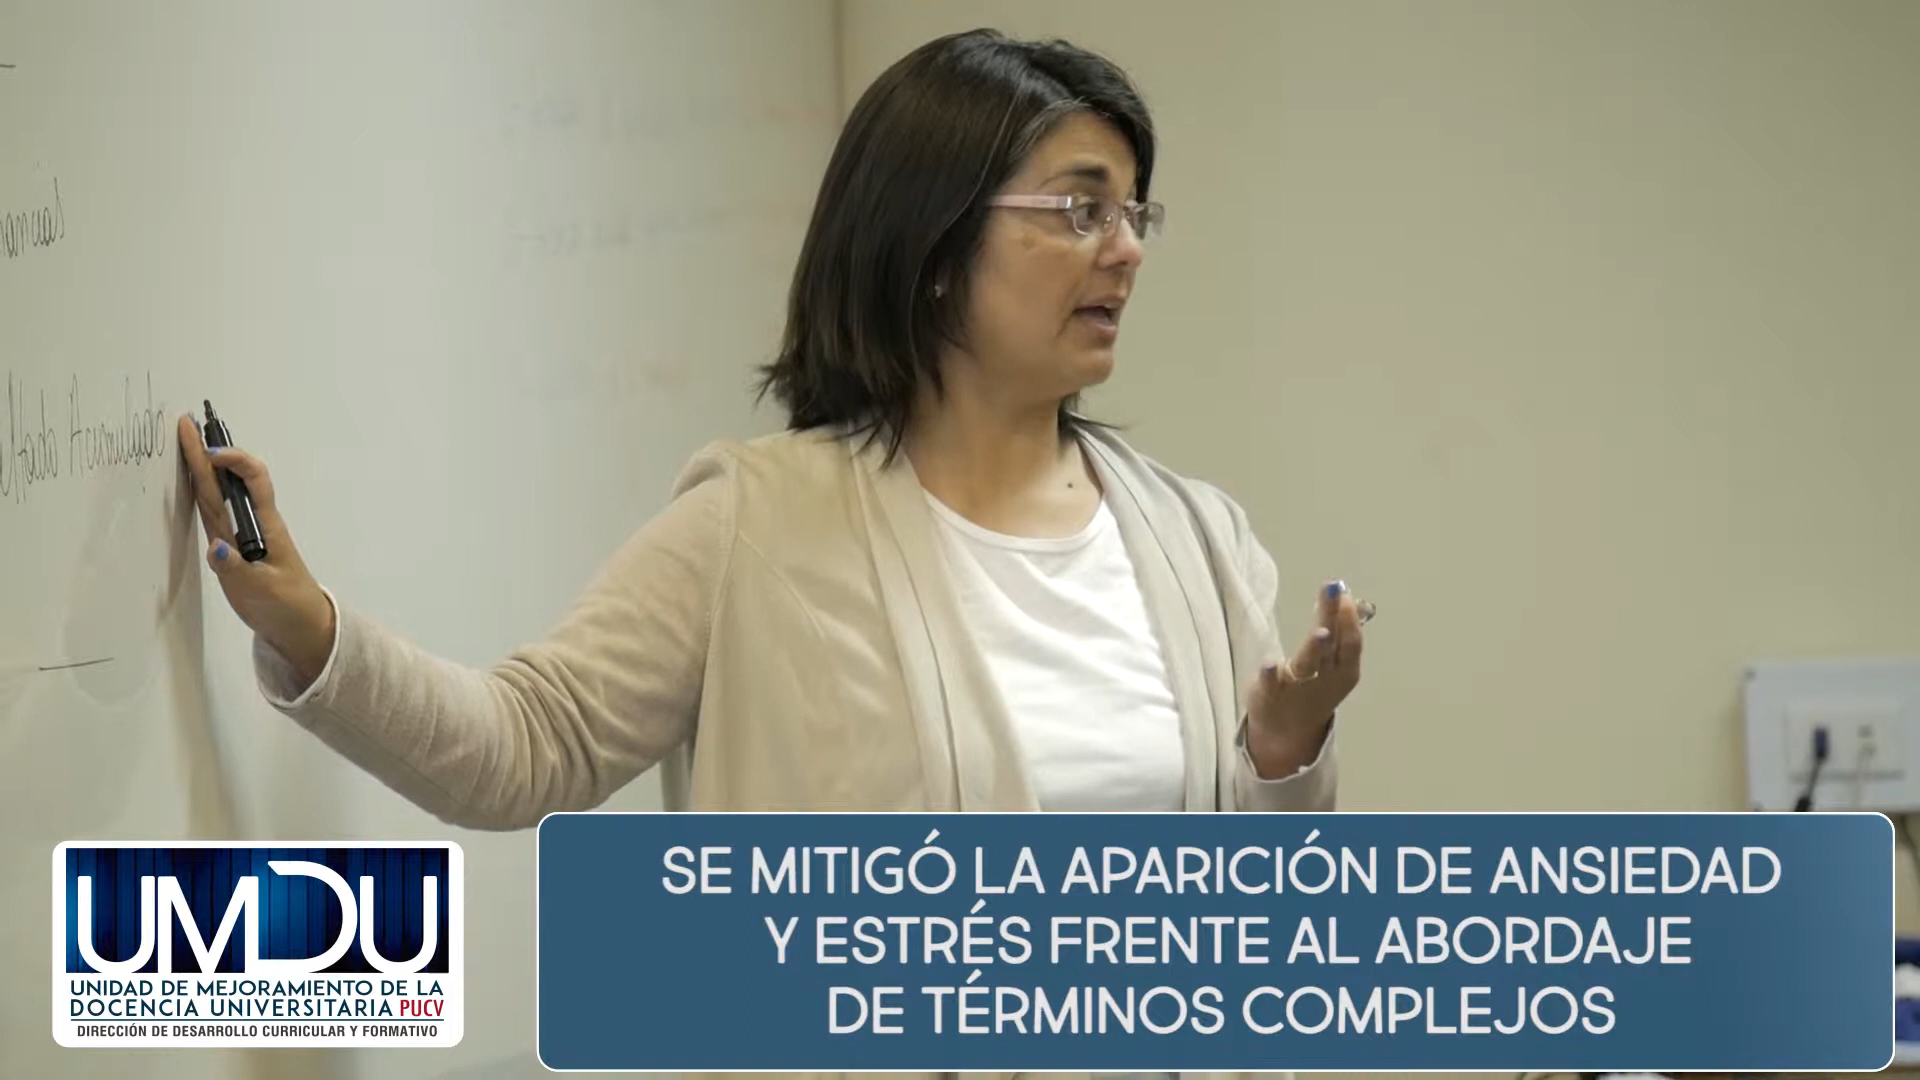 Acumulado
UMDU
UNIDAD DE MEJORAMIENTO DE LA
DOCENCIA UNIVERSITARIA PUCV
DIRECCIÓN DE DESARROLLO CURRICULAR Y FORMATIVO
SE MITIGÓ LA APARICIÓN DE ANSIEDAD
Y ESTRÉS FRENTE AL ABORDAJE
DE TÉRMINOS COMPLEJOS